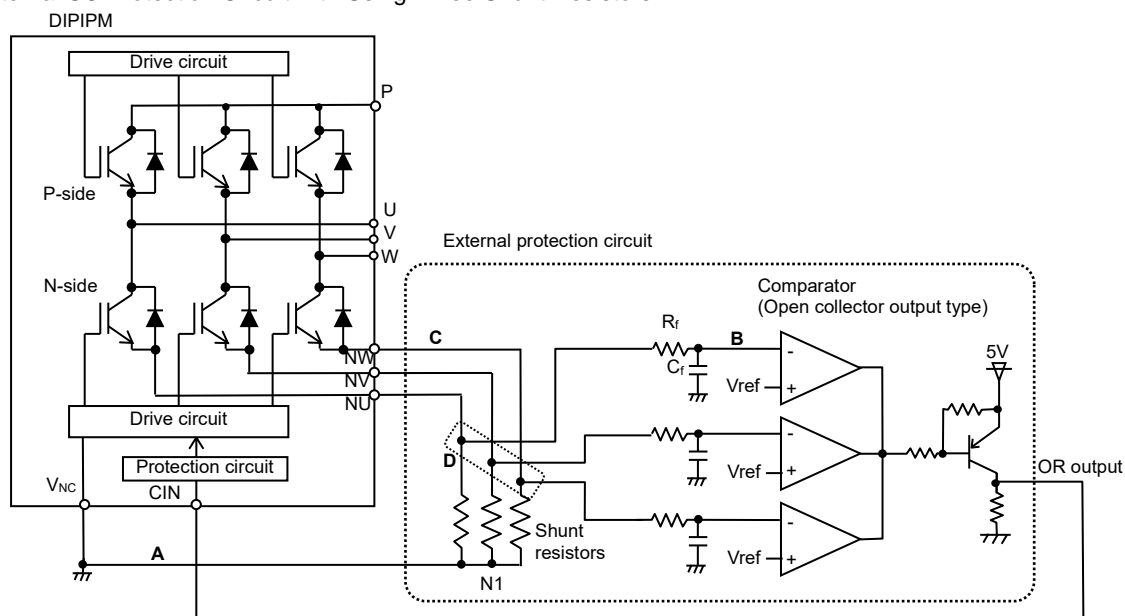 DIPIPM
Drive circuit
P
P-side
U
V
W
External protection circuit
N-side
Comparator
(Open collector output type)
Rf
C
B
-
5V
NW
Cf
Vref
+
NV
NU
Drive circuit
-
D
Protection circuit
Vref
+
OR output
VNC
CIN
-
Shunt
resistors
A
Vref
+
N1